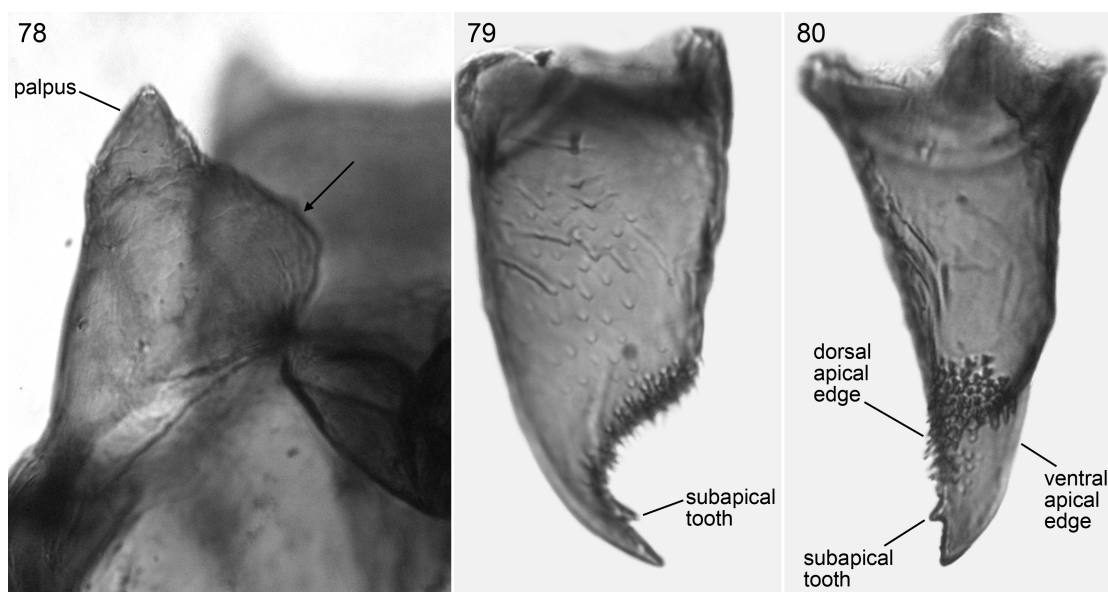 78
palpus
79
subapical
tooth
80
dorsal
apical
edge
ventral
apical
edge
subapical
tooth